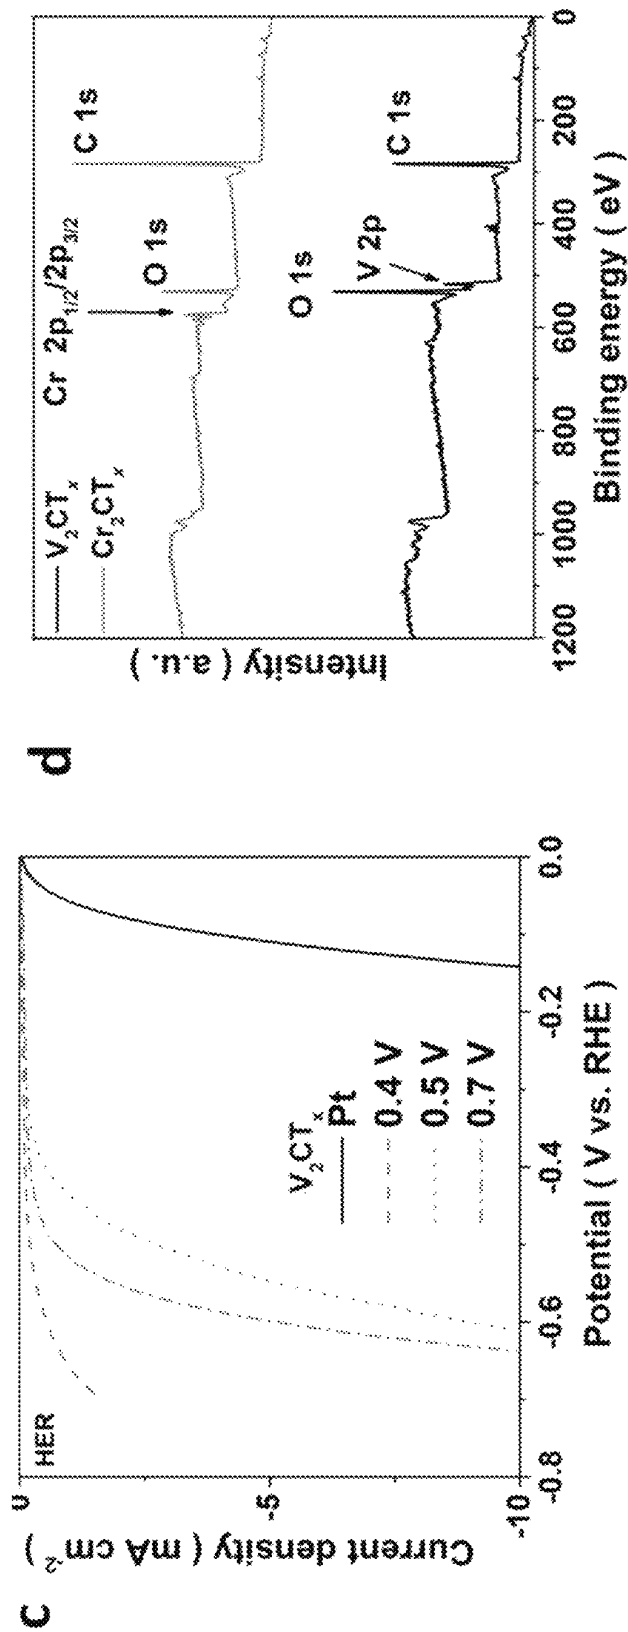 c
HER
V₂CTₓ
Pt
0.4 V
0.5 V
0.7 V
0
-5
-10
Current density ( mA cm⁻² )
-0.8
-0.6
-0.4
-0.2
0.0
Potential ( V vs. RHE )
d
V₂CTₓ
Cr₂CTₓ
Cr 2p₁/₂/2p₃/₂
O 1s
C 1s
O 1s
V 2p
C 1s
Intensity ( a.u. )
1200
1000
800
600
400
200
0
Binding energy ( eV )